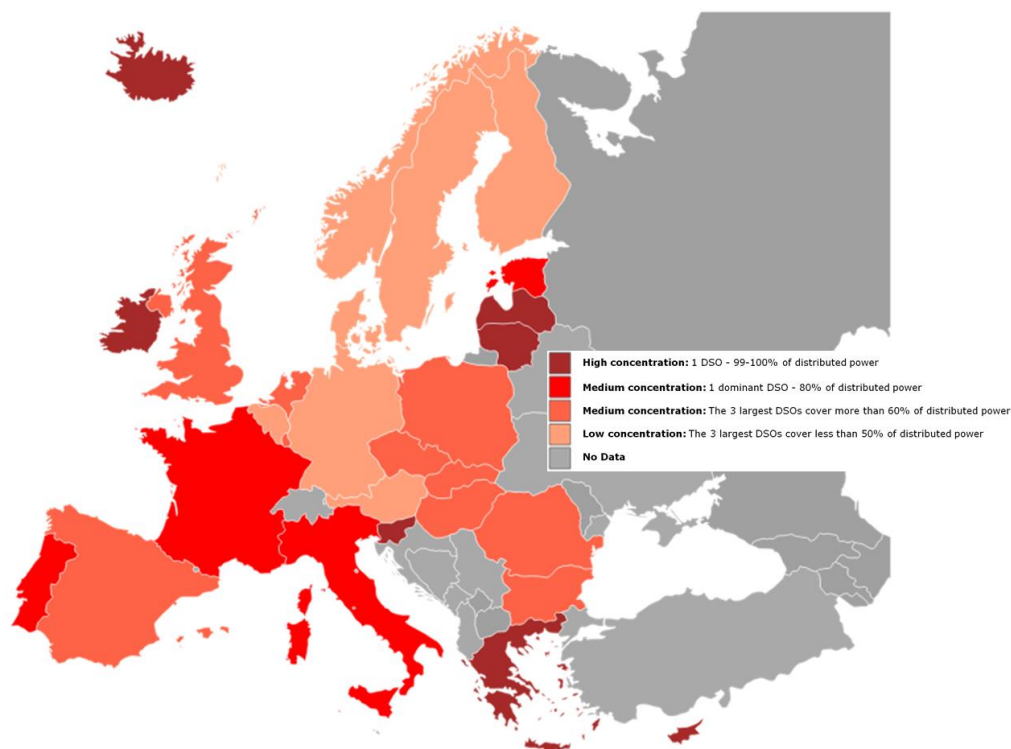 High concentration: 1 DSO - 99-100% of distributed power
Medium concentration: 1 dominant DSO - 80% of distributed power
Medium concentration: The 3 largest DSOs cover more than 60% of distributed power
Low concentration: The 3 largest DSOs cover less than 50% of distributed power
No Data